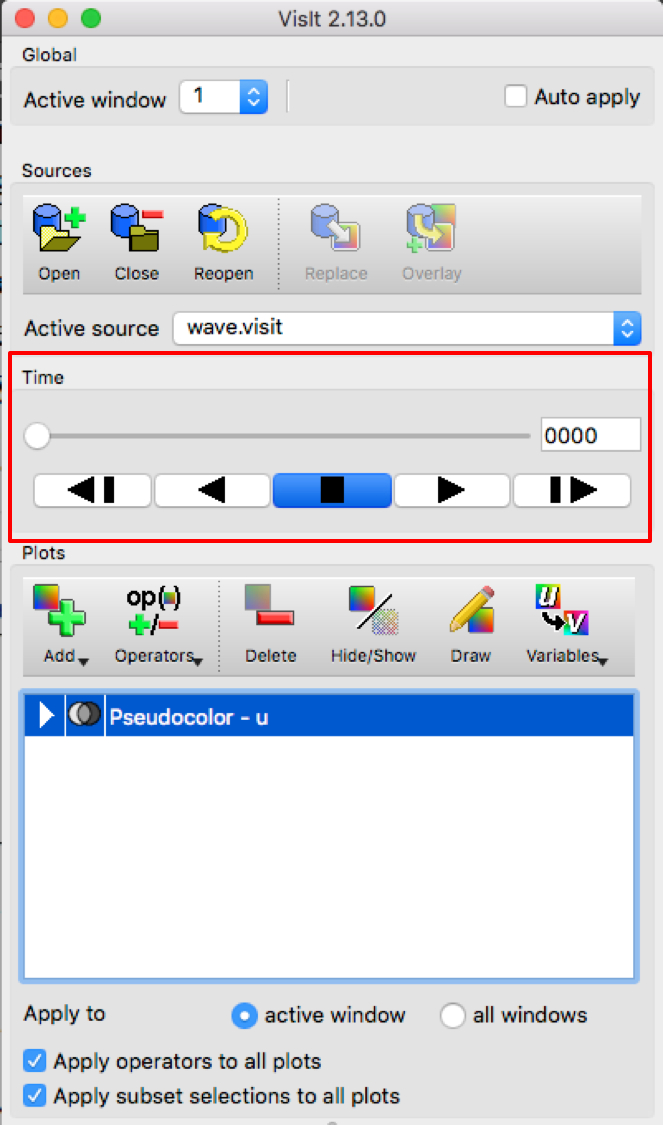 VisIt 2.13.0
Global
Active window 1 Auto apply
Sources
Open Close Reopen Replace Overlay
Active source wave.visit
Time
0000
Plots
op(.)
+/-
U
V
Add Operators Delete Hide/Show Draw Variables
Pseudocolor - u
Apply to active window all windows
Apply operators to all plots
Apply subset selections to all plots